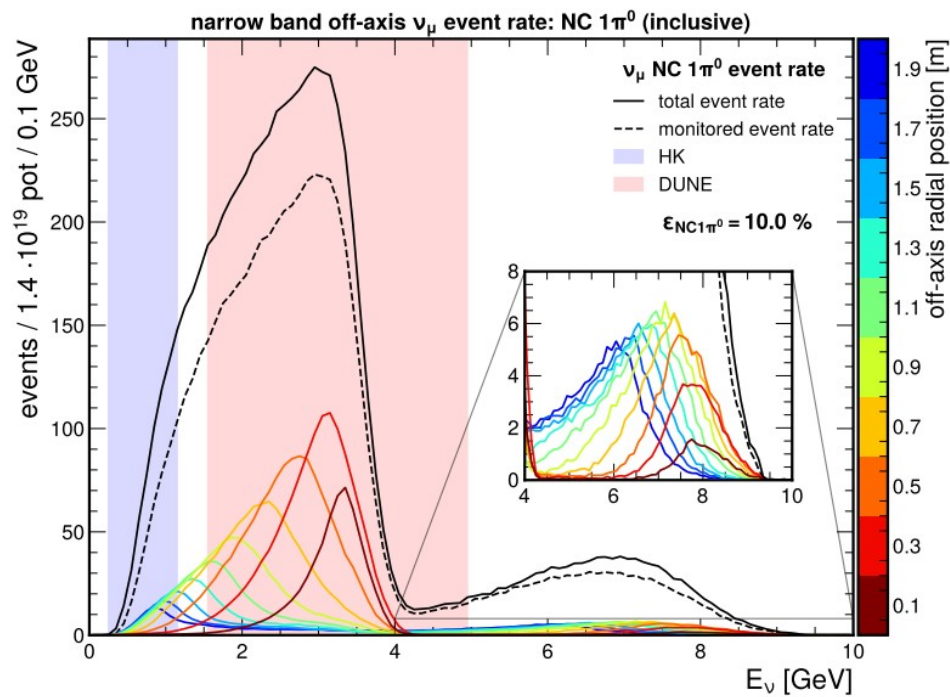 narrow band off-axis νμ event rate: NC 1π⁰ (inclusive)
events / 1.4 · 10¹⁹ pot / 0.1 GeV
250
200
150
100
50
0
νμ NC 1π⁰ event rate
total event rate
monitored event rate
HK
DUNE
εNC1π⁰ = 10.0 %
8
6
4
2
0
4 6 8 10
0 2 4 6 8 10
Eν [GeV]
1.9
1.7
1.5
1.3
1.1
0.9
0.7
0.5
0.3
0.1
off-axis radial position [m]